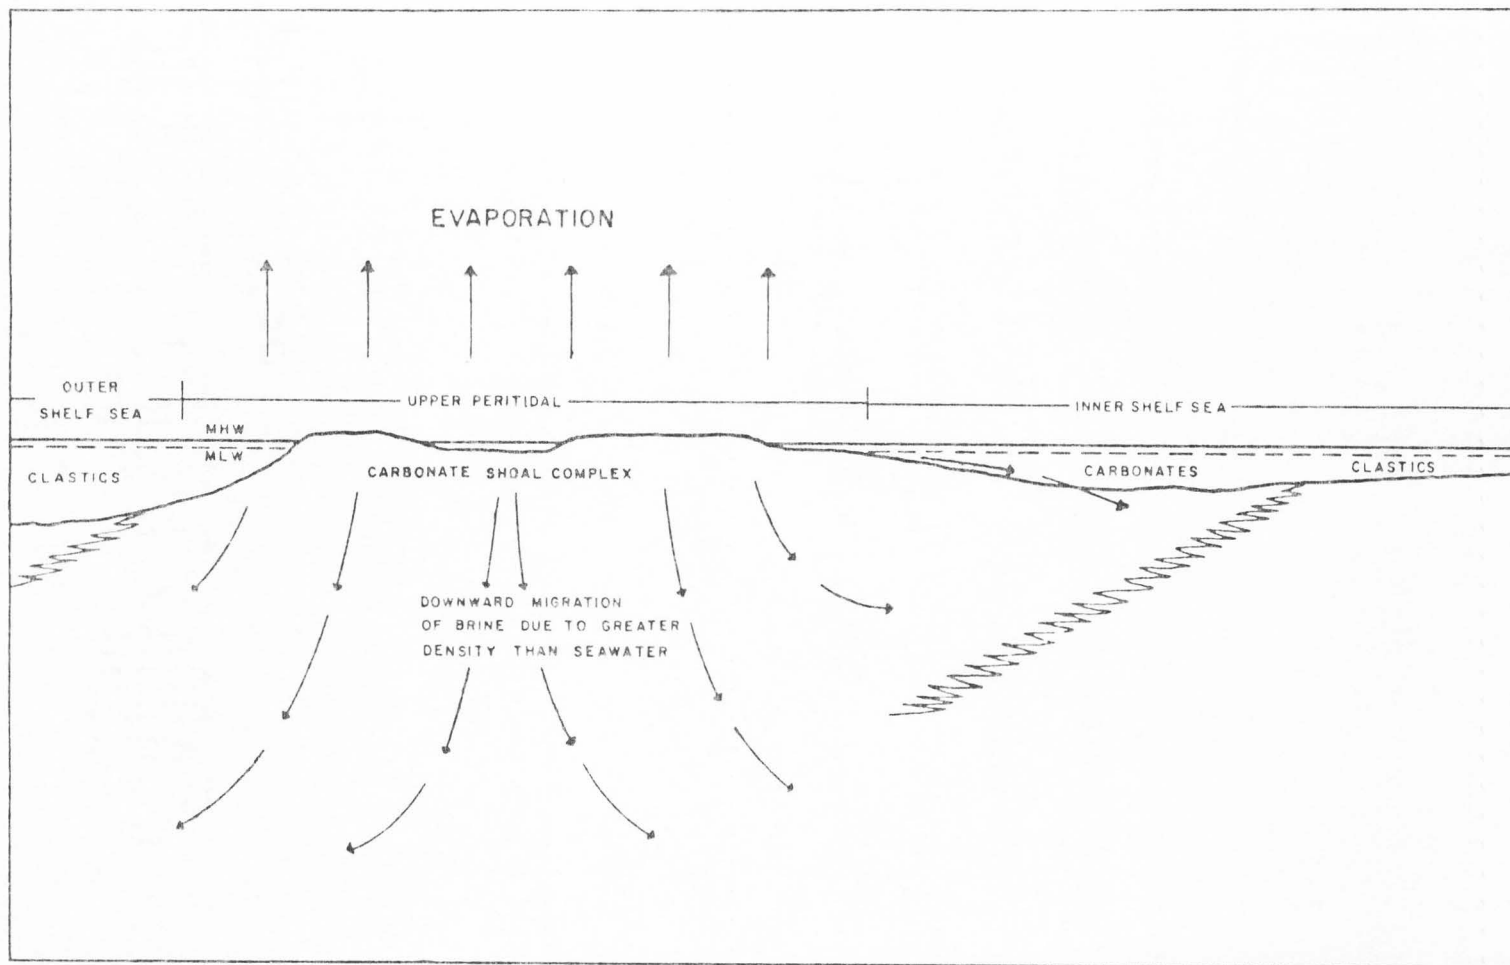 EVAPORATION
OUTER
SHELF SEA
UPPER PERITIDAL
INNER SHELF SEA
MHW
MLW
CLASTICS
CARBONATE SHOAL COMPLEX
CARBONATES
CLASTICS
DOWNWARD MIGRATION
OF BRINE DUE TO GREATER
DENSITY THAN SEAWATER